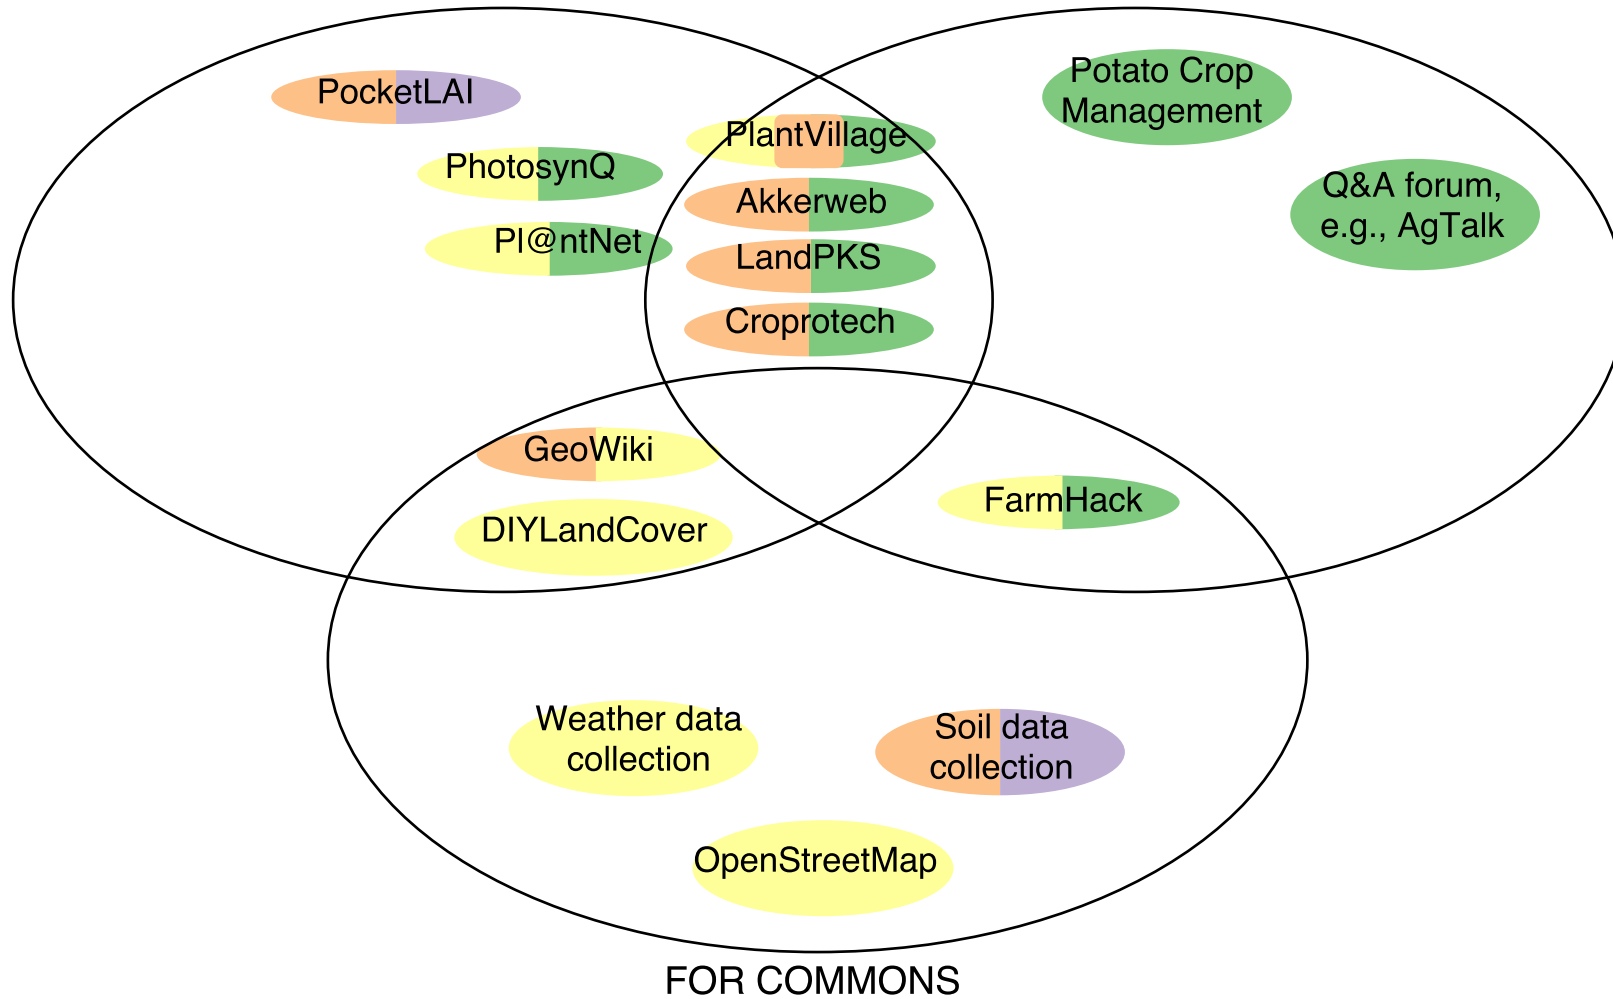 PocketLAI
PhotosynQ
Pl@ntNet
PlantVillage
Akkerweb
LandPKS
Croprotech
Potato Crop
Management
Q&A forum,
e.g., AgTalk
GeoWiki
DIYLandCover
FarmHack
Weather data
collection
Soil data
collection
OpenStreetMap
FOR COMMONS